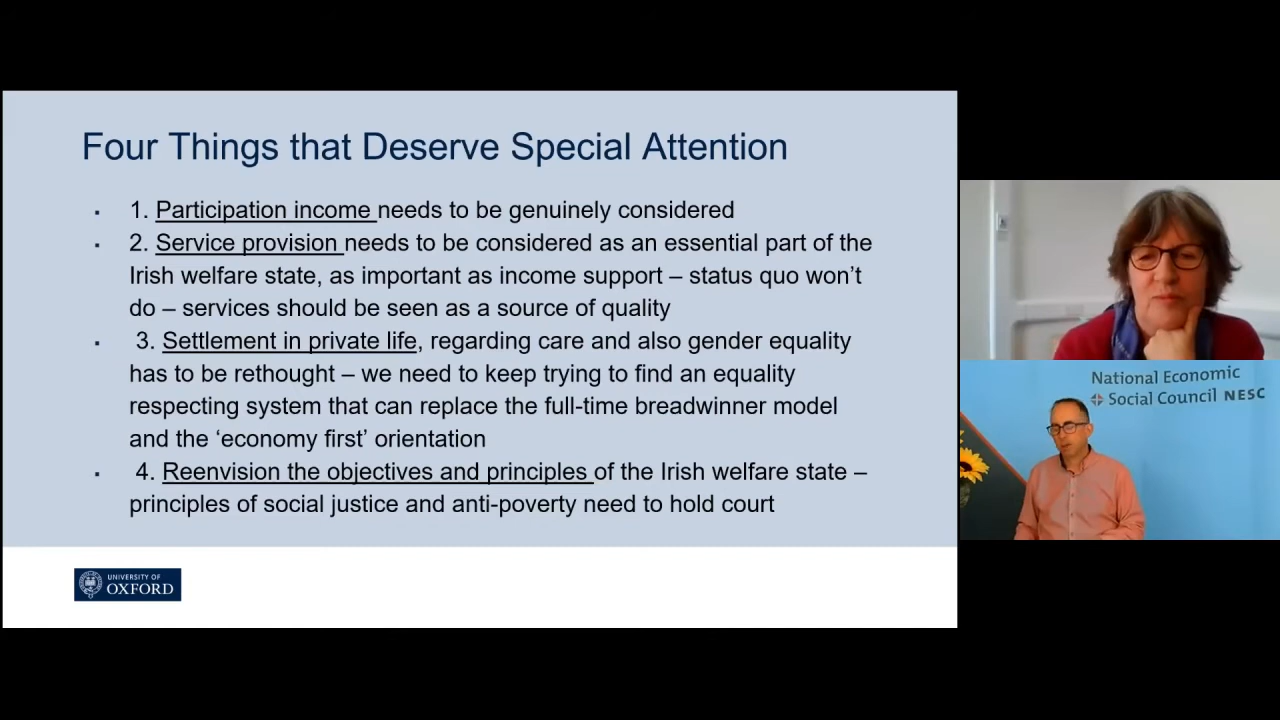 Four Things that Deserve Special Attention
▪ 1. Participation income needs to be genuinely considered
▪ 2. Service provision needs to be considered as an essential part of the
Irish welfare state, as important as income support – status quo won’t
do – services should be seen as a source of quality
▪ 3. Settlement in private life, regarding care and also gender equality
has to be rethought – we need to keep trying to find an equality
respecting system that can replace the full-time breadwinner model
and the ‘economy first’ orientation
▪ 4. Reenvision the objectives and principles of the Irish welfare state –
principles of social justice and anti-poverty need to hold court
UNIVERSITY OF
OXFORD
National Economic
Social Council NESC